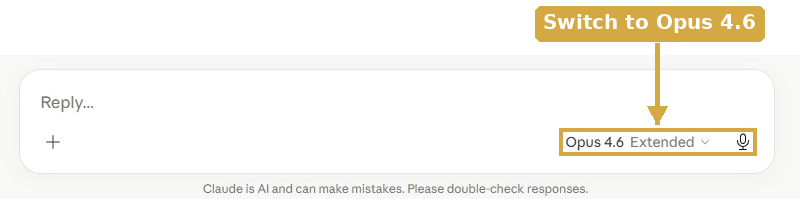 Switch to Opus 4.6
Reply...
Opus 4.6 Extended
Claude is AI and can make mistakes. Please double-check responses.